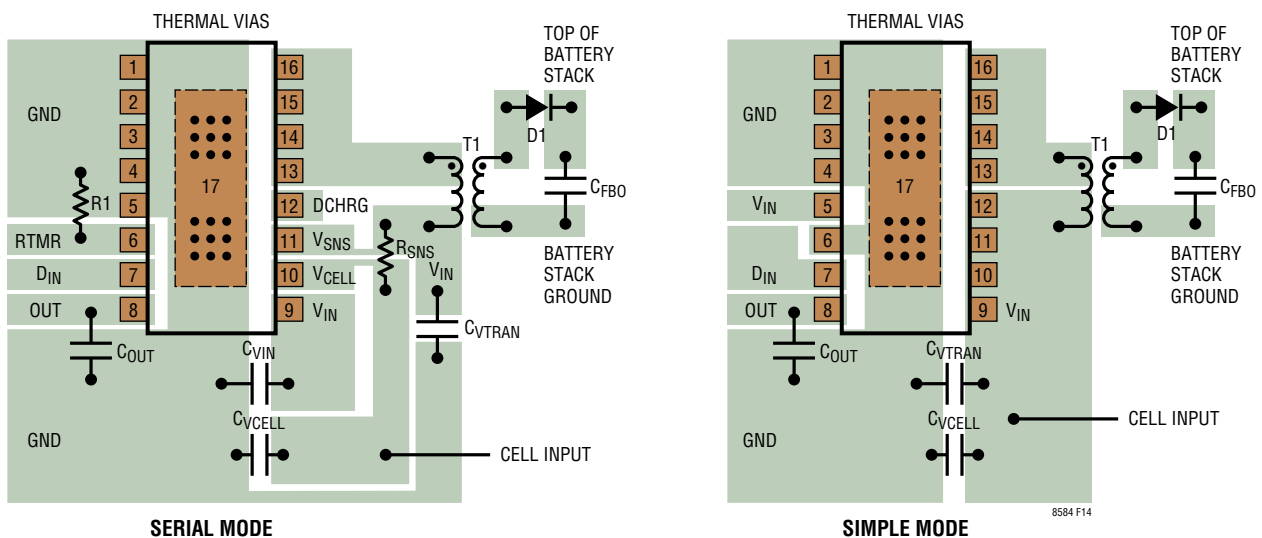 THERMAL VIAS
1
2
3
4
5
6
7
8
16
15
14
13
12
11
10
9
17
GND
R1
RTMR
DIN
OUT
COUT
GND
DCHRG
VSNS
VCELL
VIN
RSNS
VIN
CVTRAN
CVIN
CVCELL
CELL INPUT
T1
D1
TOP OF
BATTERY
STACK
CFBO
BATTERY
STACK
GROUND
SERIAL MODE
THERMAL VIAS
1
2
3
4
5
6
7
8
16
15
14
13
12
11
10
9
17
GND
VIN
DIN
OUT
COUT
GND
VIN
CVTRAN
CVCELL
CELL INPUT
T1
D1
TOP OF
BATTERY
STACK
CFBO
BATTERY
STACK
GROUND
8584 F14
SIMPLE MODE